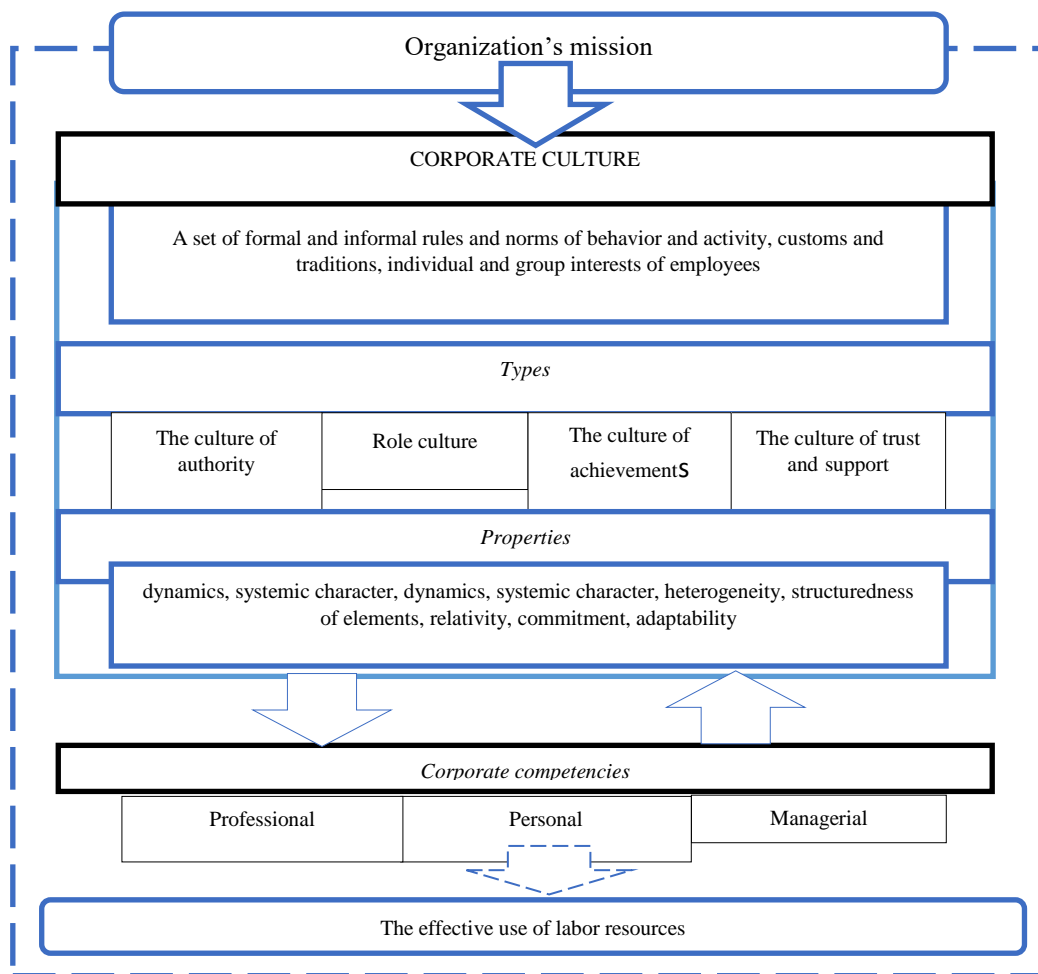 Organization’s mission
CORPORATE CULTURE
A set of formal and informal rules and norms of behavior and activity, customs and
traditions, individual and group interests of employees
Types
The culture of
authority
Role culture
The culture of
achievements
The culture of trust
and support
Properties
dynamics, systemic character, dynamics, systemic character, heterogeneity, structuredness
of elements, relativity, commitment, adaptability
Corporate competencies
Professional
Personal
Managerial
The effective use of labor resources